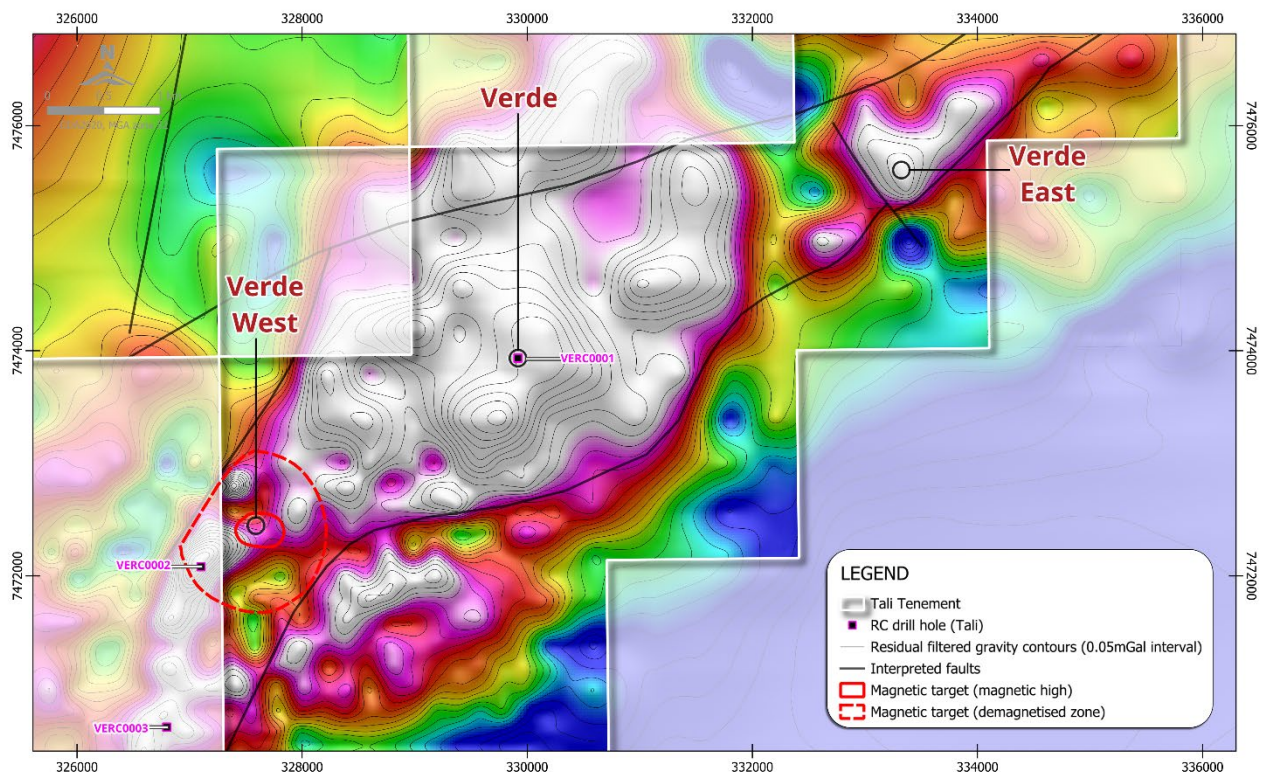 326000 328000 330000 332000 334000 336000
N
0
7476000
7476000
Verde
Verde
East
Verde
West
7474000
7474000
VERC0001
VERC0002
7472000
7472000
VERC0003
LEGEND
Tali Tenement
RC drill hole (Tali)
Residual filtered gravity contours (0.05mGal interval)
Interpreted faults
Magnetic target (magnetic high)
Magnetic target (demagnetised zone)
326000 328000 330000 332000 334000 336000